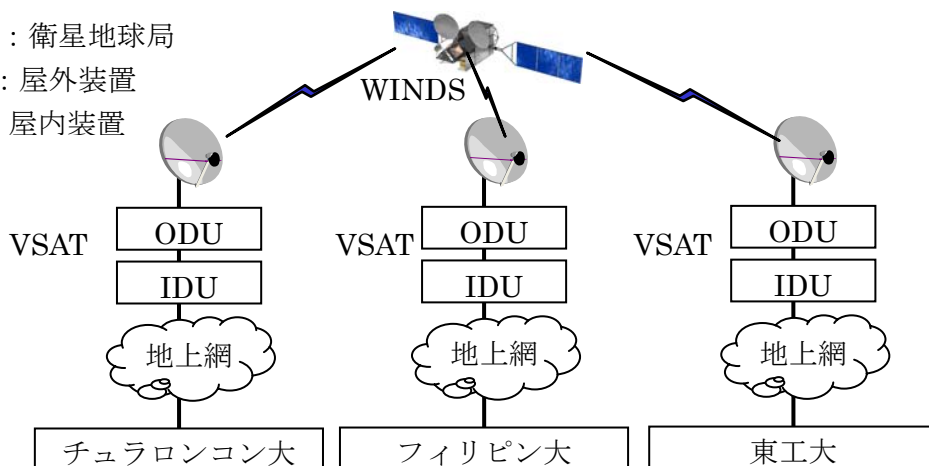 ：衛星地球局
：屋外装置
屋内装置
WINDS
VSAT ODU VSAT ODU VSAT ODU
IDU IDU IDU
地上網 地上網 地上網
チュラロンコン大 フィリピン大 東工大